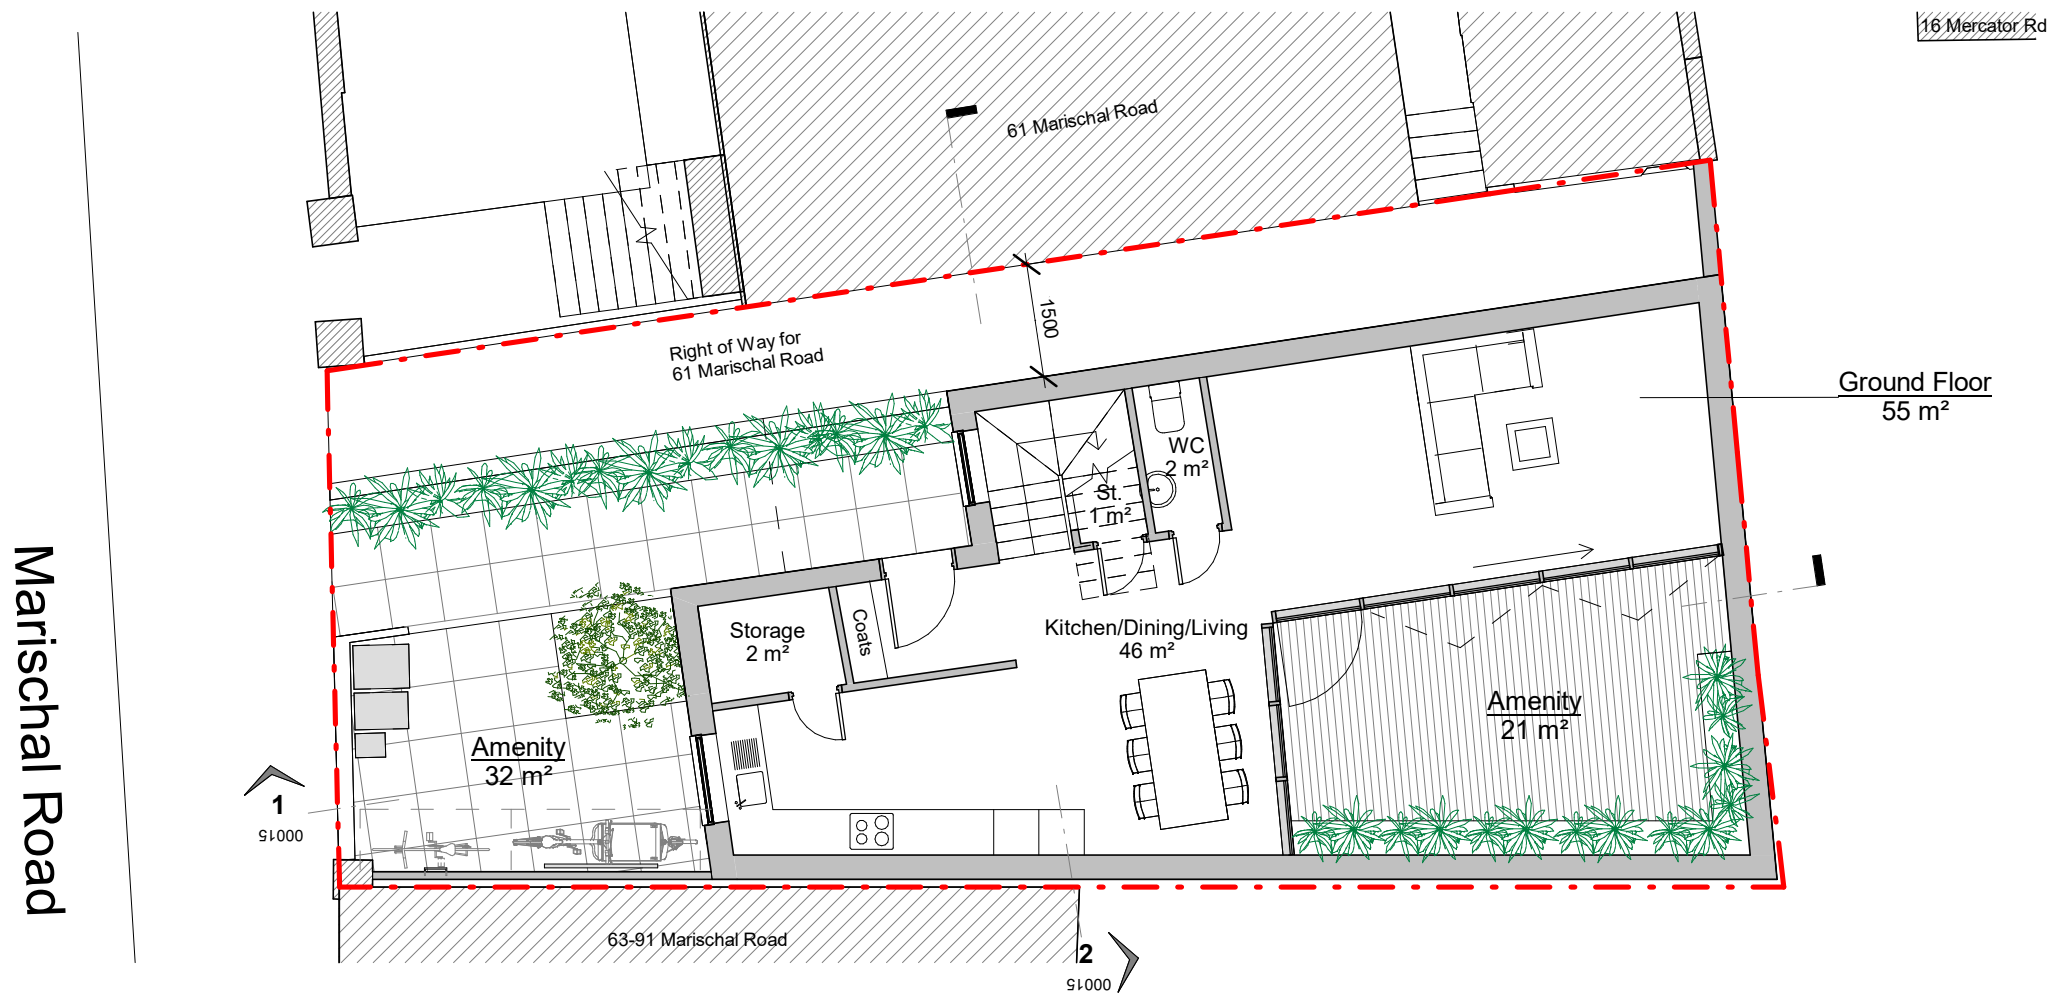 16 Mercator Rd
61 Marischal Road
1500
Right of Way for
61 Marischal Road
Ground Floor
55 m²
WC
2 m²
St.
1 m²
Storage
2 m²
Coats
Kitchen/Dining/Living
46 m²
Amenity
21 m²
Amenity
32 m²
Marischal Road
1
00015
63-91 Marischal Road
2
00015